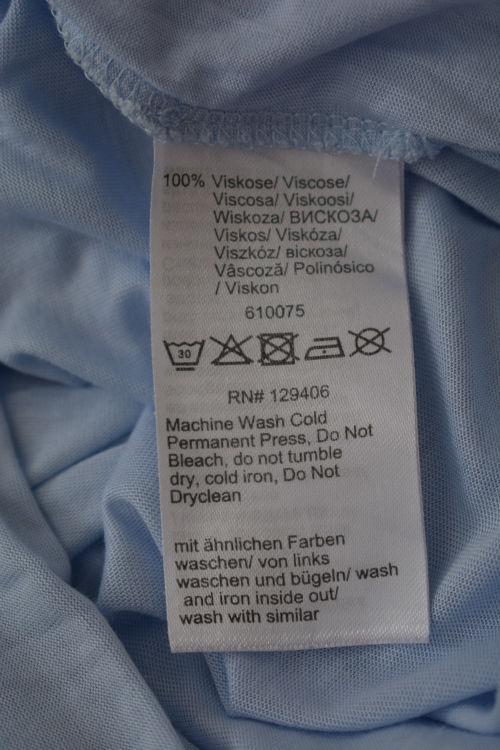 100% Viskose/ Viscose/
Viscosa/ Viskoosi/
Wiskoza/ ВИСКОЗА/
Viskos/ Viskóza/
Viszkóz/ віскоза/
Vâscoză/ Polinósico
/ Viskon
610075
30
RN# 129406
Machine Wash Cold
Permanent Press, Do Not
Bleach, do not tumble
dry, cold iron, Do Not
Dryclean
mit ähnlichen Farben
waschen/ von links
waschen und bügeln/ wash
and iron inside out/
wash with similar